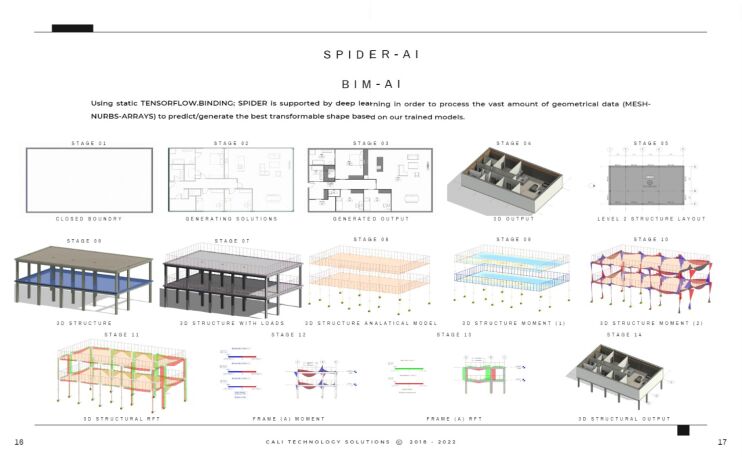 SPIDER-AI
BIM-AI
Using static TENSORFLOW.BINDING; SPIDER is supported by deep learning in order to process the vast amount of geometrical data (MESH-
NURBS-ARRAYS) to predict/generate the best transformable shape based on our trained models.
STAGE 01
CLOSED BOUNDRY
STAGE 02
GENERATING SOLUTIONS
STAGE 03
GENERATED OUTPUT
STAGE 04
3D OUTPUT
STAGE 05
LEVEL 2 STRUCTURE LAYOUT
STAGE 06
3D STRUCTURE
STAGE 07
3D STRUCTURE WITH LOADS
STAGE 08
3D STRUCTURE ANALATICAL MODEL
STAGE 09
3D STRUCTURE MOMENT (1)
STAGE 10
3D STRUCTURE MOMENT (2)
STAGE 11
3D STRUCTURAL RFT
STAGE 12
FRAME (A) MOMENT
STAGE 13
FRAME (A) RFT
STAGE 14
3D STRUCTURAL OUTPUT
16
CALI TECHNOLOGY SOLUTIONS © 2018 - 2022
17